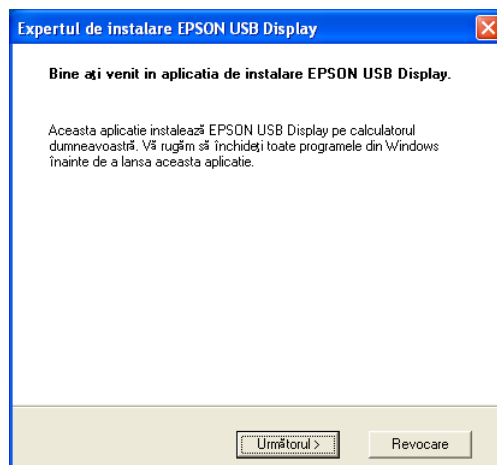 Expertul de instalare EPSON USB Display
Bine aţi venit in aplicatia de instalare EPSON USB Display.
Aceasta aplicatie instalează EPSON USB Display pe calculatorul
dumneavoastră. Vă rugăm să închideţi toate programele din Windows
înainte de a lansa aceasta aplicatie.
Următorul >
Revocare